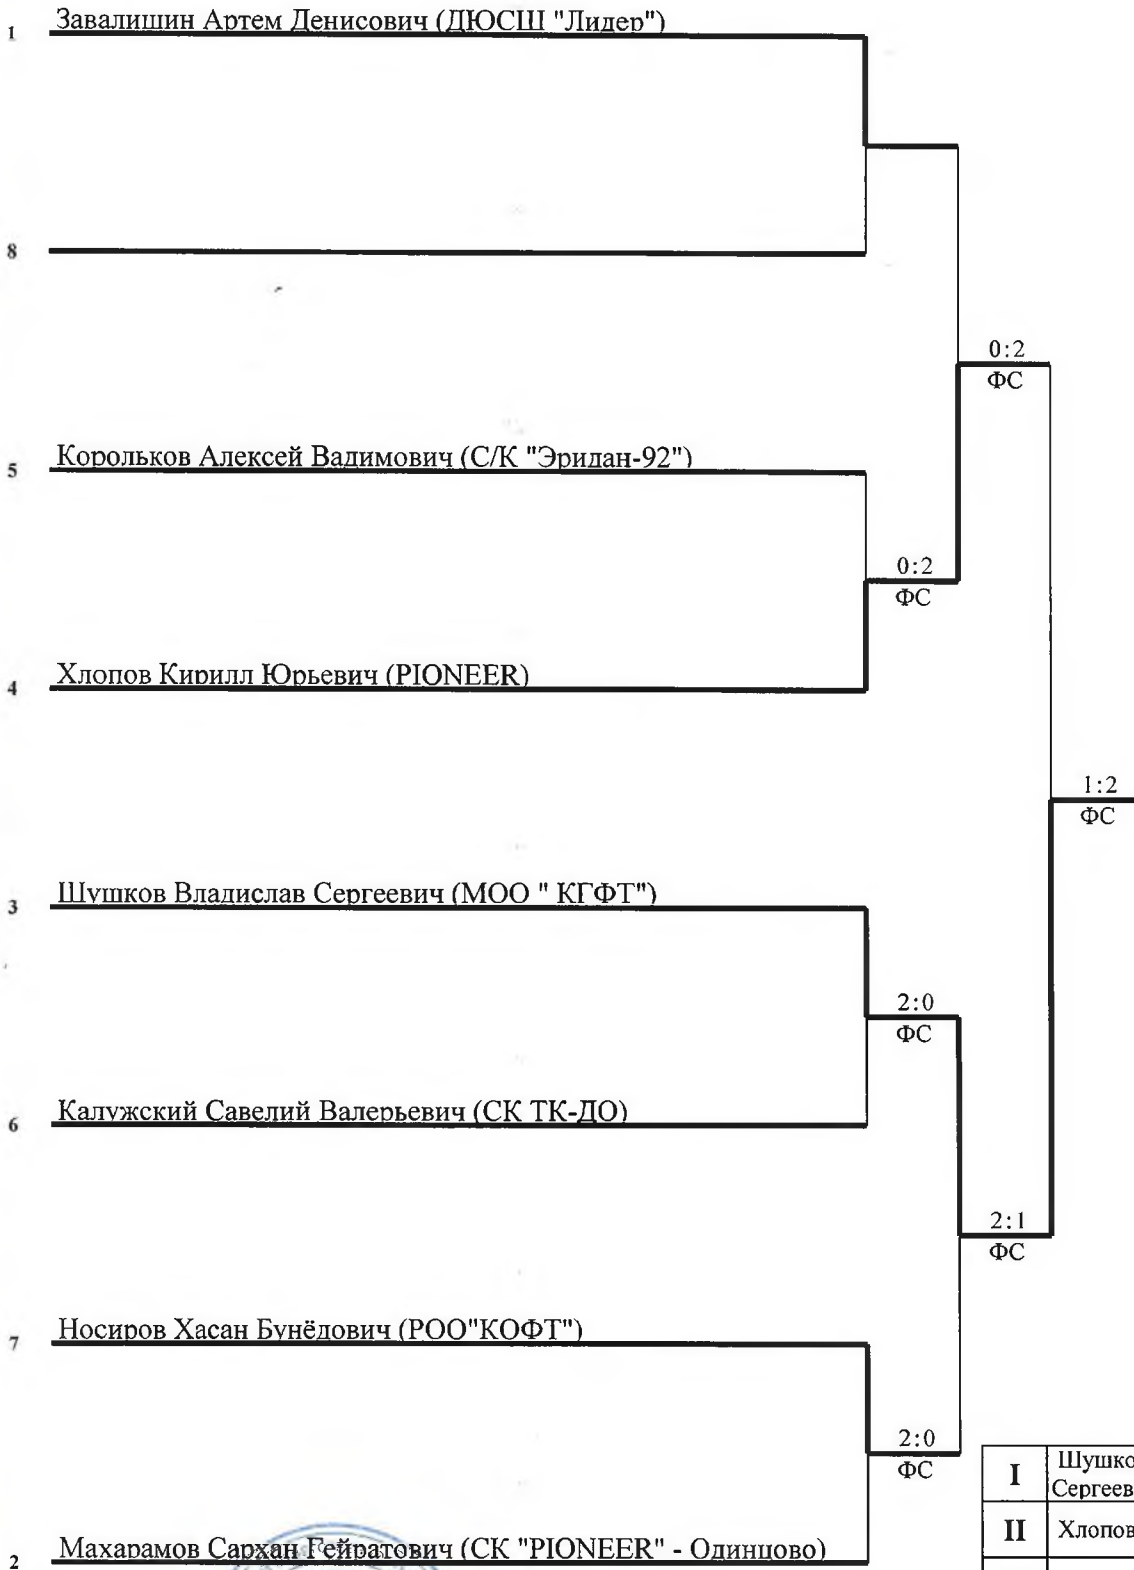 1 Завалишин Артем Денисович (ДЮСШ "Лидер")
8
0:2
ФС
5 Корольков Алексей Вадимович (С/К "Эридан-92")
0:2
ФС
4 Хлопов Кирилл Юрьевич (PIONEER)
1:2
ФС
3 Шушков Владислав Сергеевич (МОО " КГФТ")
2:0
ФС
6 Калужский Савелий Валерьевич (СК ТК-ДО)
2:1
ФС
7 Носиров Хасан Бунёдович (РОО"КОФТ")
2:0
ФС
I Шушко
Сергеев
II Хлопов
2 Махарамов Сархан Гейратович (СК "PIONEER" - Одинцово)